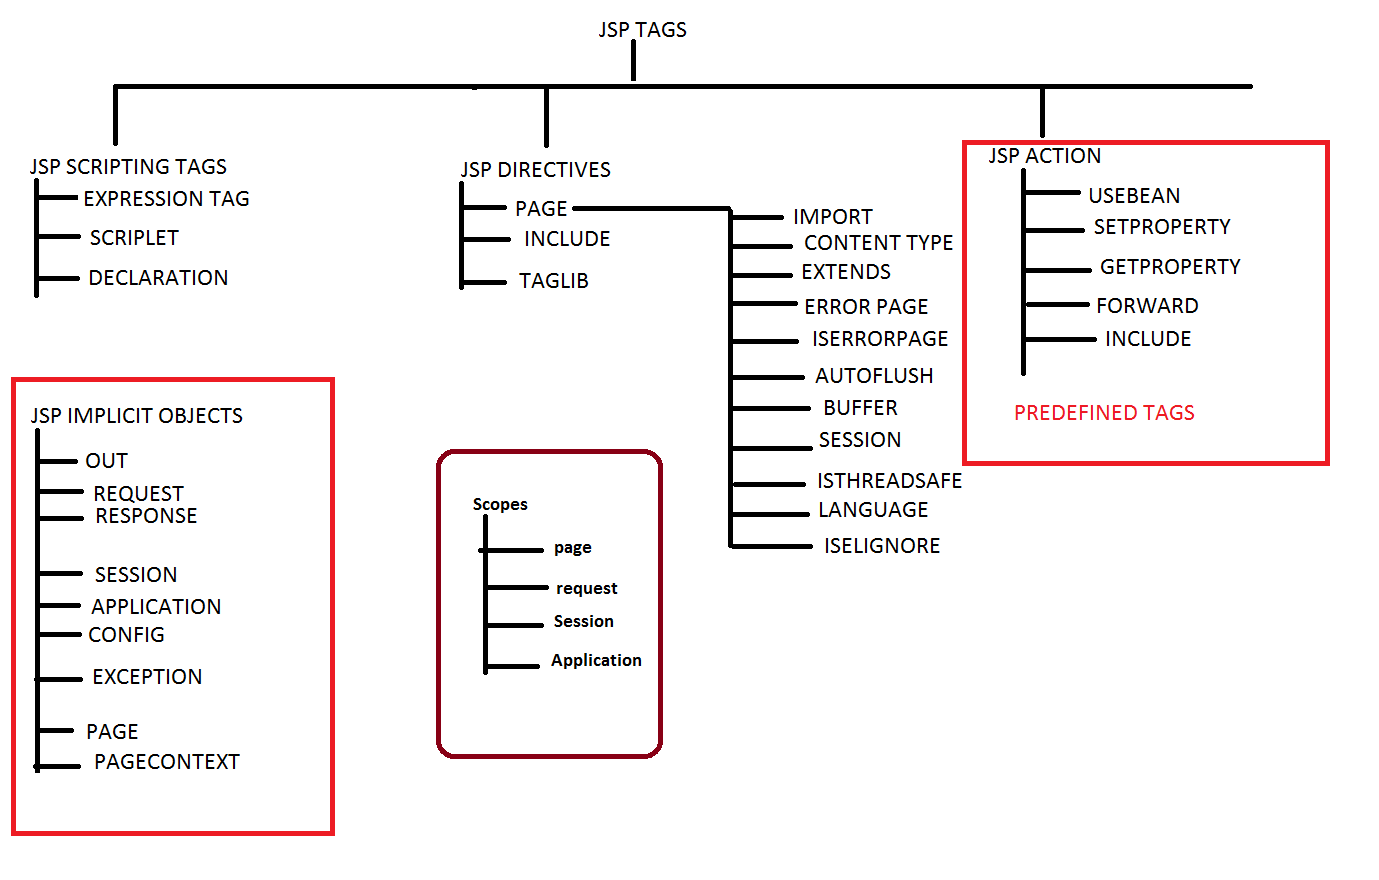 JSP TAGS
JSP SCRIPTING TAGS
EXPRESSION TAG
SCRIPLET
DECLARATION
JSP DIRECTIVES
PAGE
INCLUDE
TAGLIB
IMPORT
CONTENT TYPE
EXTENDS
ERROR PAGE
ISERRORPAGE
AUTOFLUSH
BUFFER
SESSION
ISTHREADSAFE
LANGUAGE
ISELIGNORE
JSP ACTION
USEBEAN
SETPROPERTY
GETPROPERTY
FORWARD
INCLUDE
PREDEFINED TAGS
JSP IMPLICIT OBJECTS
OUT
REQUEST
RESPONSE
SESSION
APPLICATION
CONFIG
EXCEPTION
PAGE
PAGECONTEXT
Scopes
page
request
Session
Application